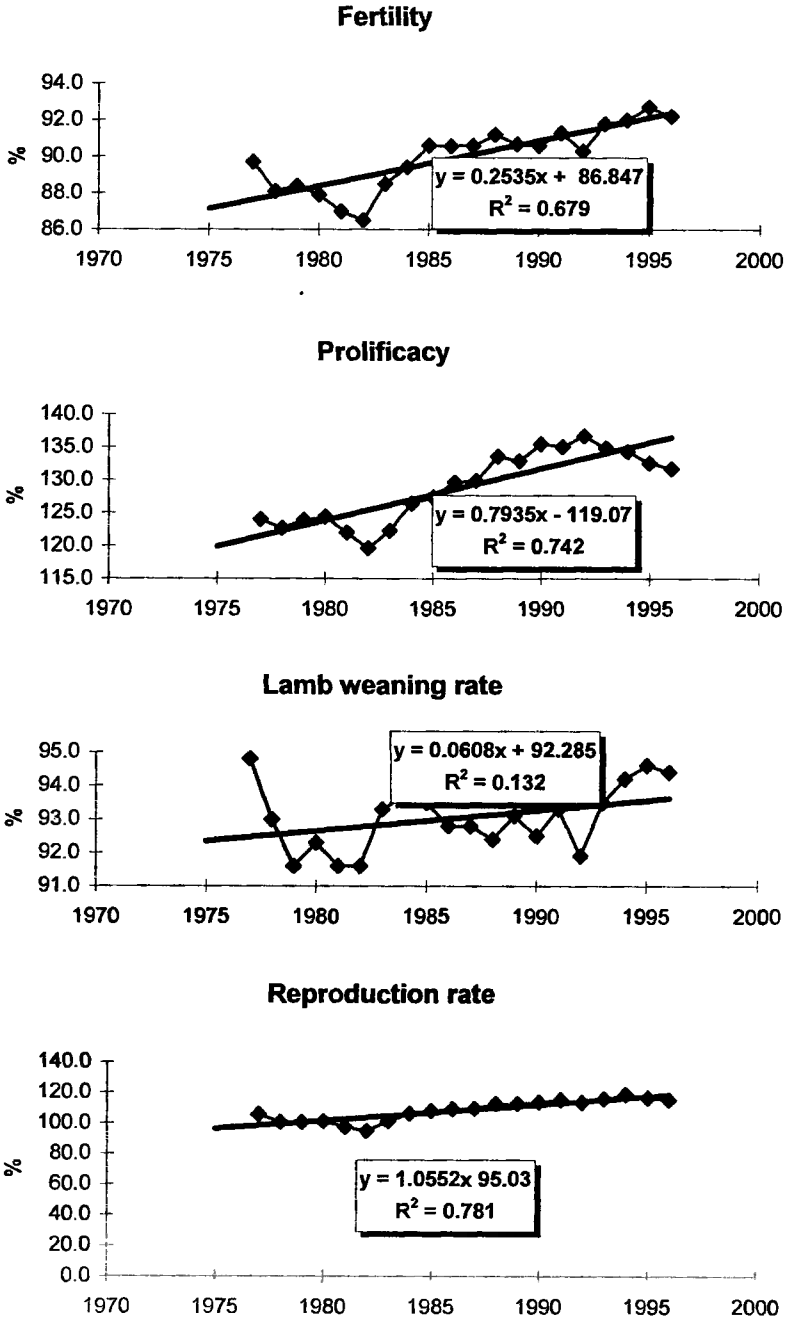 Fertility
94.0
92.0
90.0
88.0
86.0
%
y = 0.2535x + 86.847
R² = 0.679
1970 1975 1980 1985 1990 1995 2000
Prolificacy
140.0
135.0
130.0
125.0
120.0
115.0
%
y = 0.7935x - 119.07
R² = 0.742
1970 1975 1980 1985 1990 1995 2000
Lamb weaning rate
95.0
94.0
93.0
92.0
91.0
%
y = 0.0608x + 92.285
R² = 0.132
1970 1975 1980 1985 1990 1995 2000
Reproduction rate
140.0
120.0
100.0
80.0
60.0
40.0
20.0
0.0
%
y = 1.0552x 95.03
R² = 0.781
1970 1975 1980 1985 1990 1995 2000